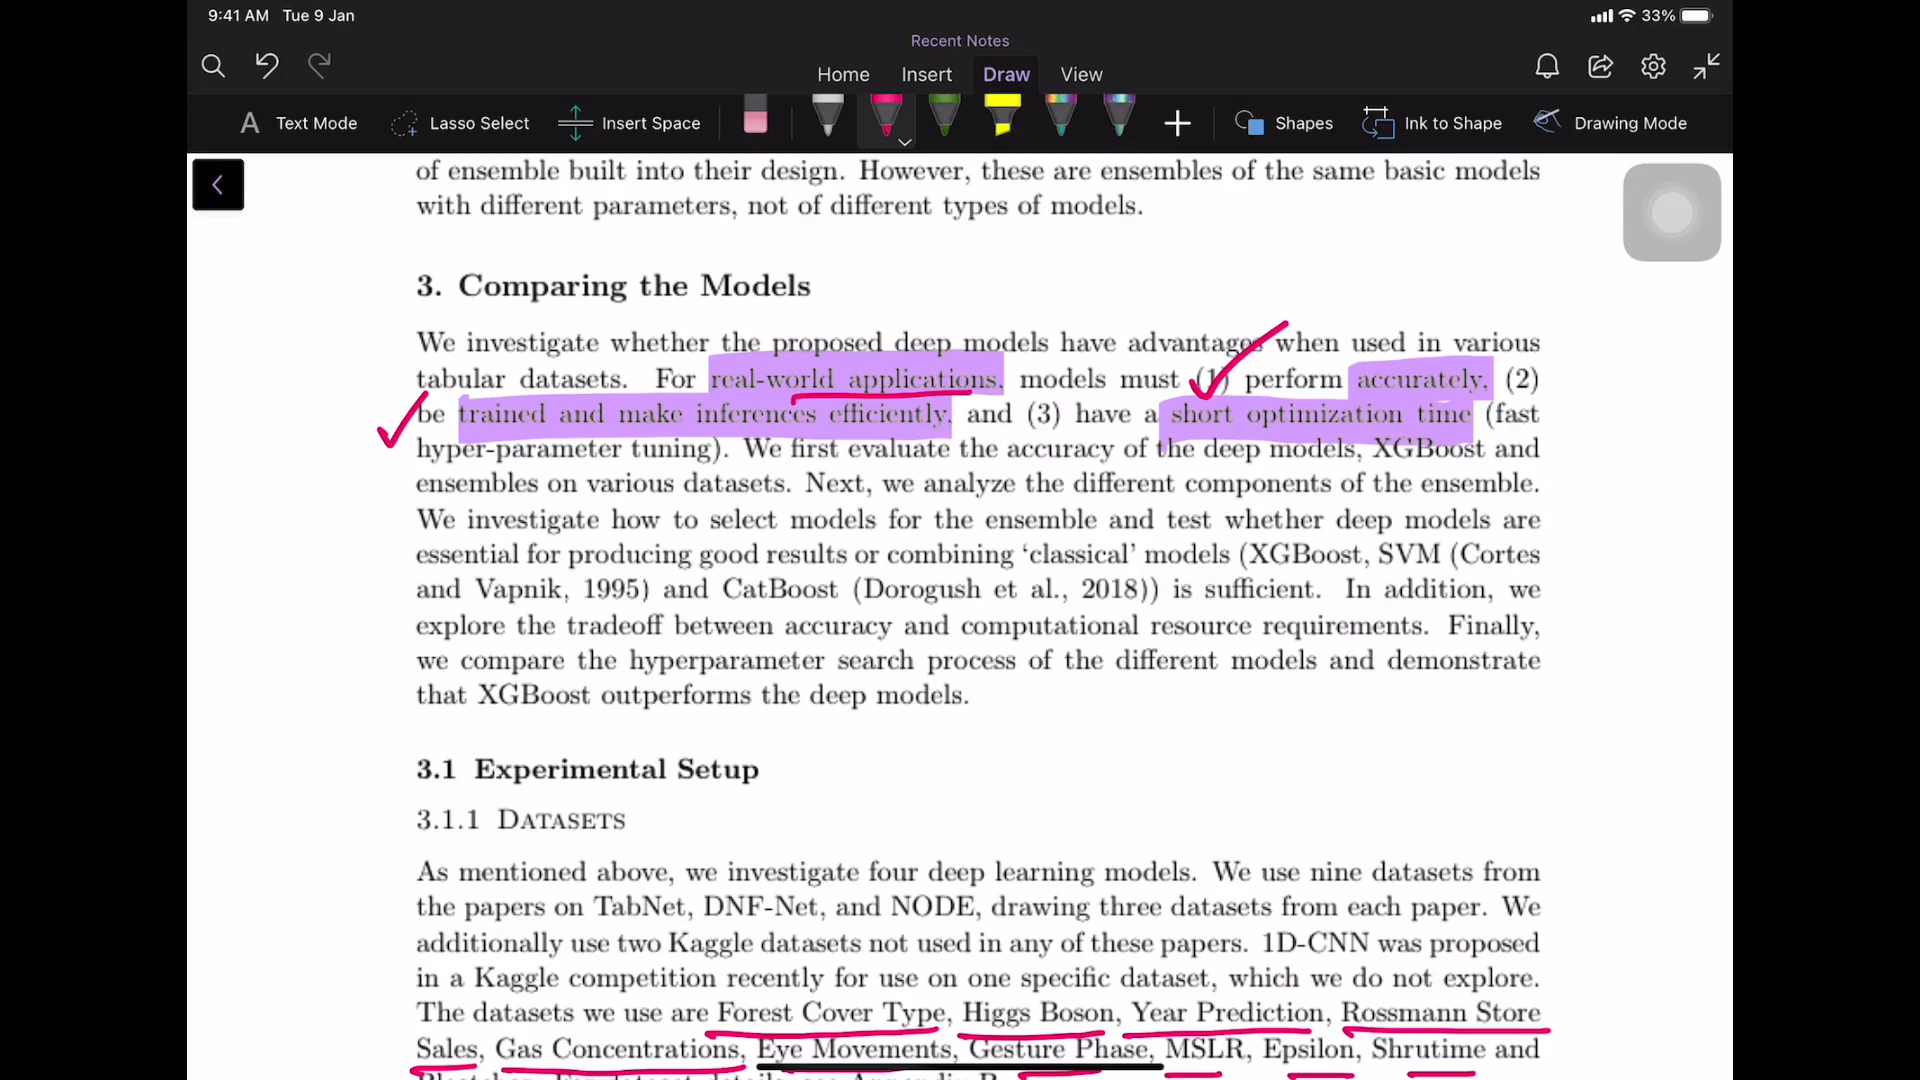 9:41 AM Tue 9 Jan
33%
Recent Notes
Home Insert Draw View
Text Mode Lasso Select Insert Space Shapes Ink to Shape Drawing Mode
of ensemble built into their design. However, these are ensembles of the same basic models
with different parameters, not of different types of models.
3. Comparing the Models
We investigate whether the proposed deep models have advantages when used in various
tabular datasets. For real-world applications, models must (1) perform accurately, (2)
be trained and make inferences efficiently, and (3) have a short optimization time (fast
hyper-parameter tuning). We first evaluate the accuracy of the deep models, XGBoost and
ensembles on various datasets. Next, we analyze the different components of the ensemble.
We investigate how to select models for the ensemble and test whether deep models are
essential for producing good results or combining ‘classical’ models (XGBoost, SVM (Cortes
and Vapnik, 1995) and CatBoost (Dorogush et al., 2018)) is sufficient. In addition, we
explore the tradeoff between accuracy and computational resource requirements. Finally,
we compare the hyperparameter search process of the different models and demonstrate
that XGBoost outperforms the deep models.
3.1 Experimental Setup
3.1.1 Datasets
As mentioned above, we investigate four deep learning models. We use nine datasets from
the papers on TabNet, DNF-Net, and NODE, drawing three datasets from each paper. We
additionally use two Kaggle datasets not used in any of these papers. 1D-CNN was proposed
in a Kaggle competition recently for use on one specific dataset, which we do not explore.
The datasets we use are Forest Cover Type, Higgs Boson, Year Prediction, Rossmann Store
Sales, Gas Concentrations, Eye Movements, Gesture Phase, MSLR, Epsilon, Shrutime and